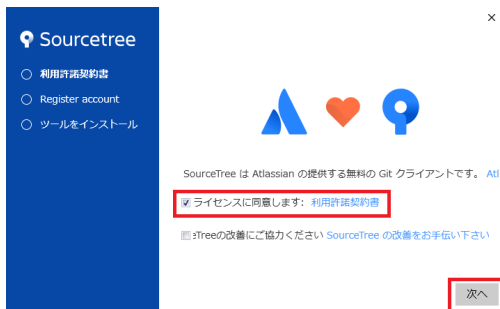 Sourcetree
利用許諾契約書
Register account
ツールをインストール
SourceTree は Atlassian の提供する無料の Git クライアントです。 Atl
ライセンスに同意します: 利用許諾契約書
:Treeの改善にご協力ください SourceTree の改善をお手伝い下さい
次へ